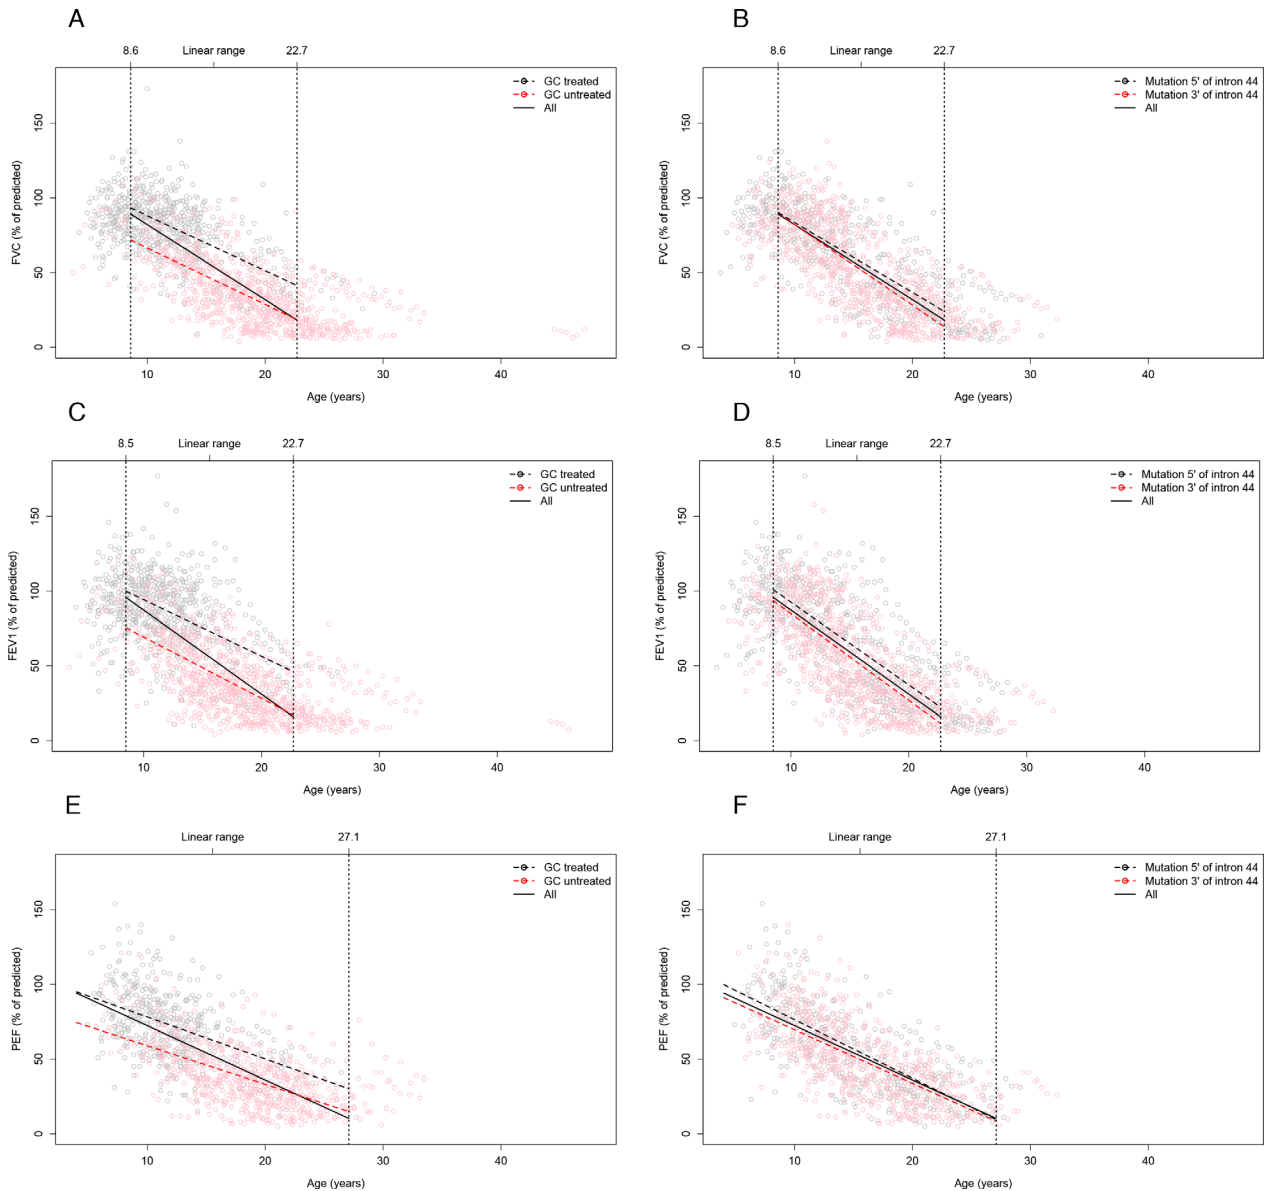 A
8.6 Linear range 22.7
GC treated
GC untreated
All
FVC (% of predicted)
150
100
50
0
10 20 30 40
Age (years)
B
8.6 Linear range 22.7
Mutation 5' of intron 44
Mutation 3' of intron 44
All
FVC (% of predicted)
150
100
50
0
10 20 30 40
Age (years)
C
8.5 Linear range 22.7
GC treated
GC untreated
All
FEV1 (% of predicted)
150
100
50
0
10 20 30 40
Age (years)
D
8.5 Linear range 22.7
Mutation 5' of intron 44
Mutation 3' of intron 44
All
FEV1 (% of predicted)
150
100
50
0
10 20 30 40
Age (years)
E
Linear range 27.1
GC treated
GC untreated
All
PEF (% of predicted)
150
100
50
0
10 20 30 40
Age (years)
F
Linear range 27.1
Mutation 5' of intron 44
Mutation 3' of intron 44
All
PEF (% of predicted)
150
100
50
0
10 20 30 40
Age (years)